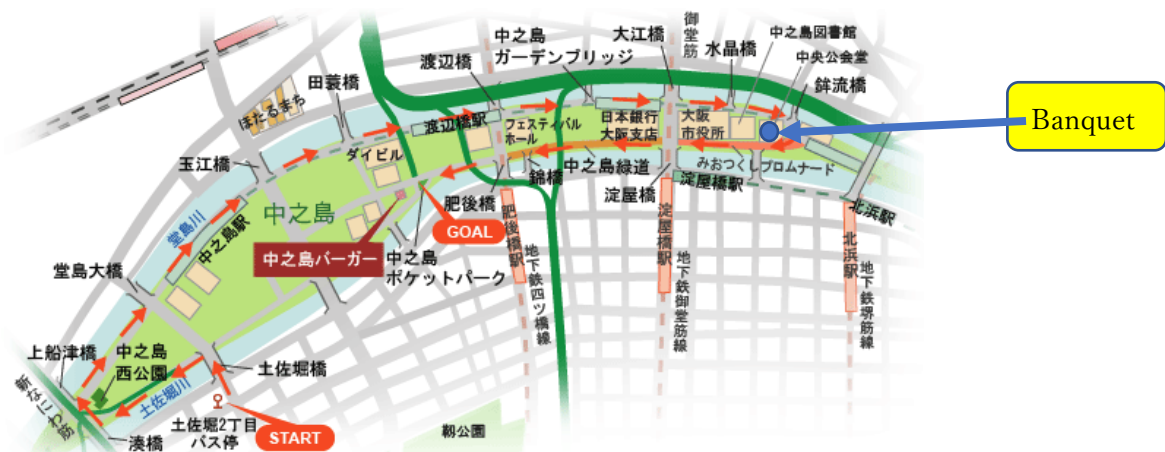 御堂筋
中之島
ガーデンブリッジ
大江橋
水晶橋
中之島図書館
中央公会堂
鉾流橋
渡辺橋
田蓑橋
ほたるまち
渡辺橋駅
フェスティバル
ホール
日本銀行
大阪支店
大阪
市役所
Banquet
ダイビル
玉江橋
中之島緑道
みおつくしプロムナード
錦橋
淀屋橋
淀屋橋駅
北浜駅
肥後橋
中之島
堂島川
中之島駅
GOAL
中之島バーガー
中之島
ポケットパーク
肥後橋駅
地下鉄四ツ橋線
淀屋橋駅
地下鉄御堂筋線
北浜駅
地下鉄堺筋線
堂島大橋
上船津橋
中之島
西公園
土佐堀橋
土佐堀川
新なにわ筋
湊橋
土佐堀2丁目
バス停
START
靱公園